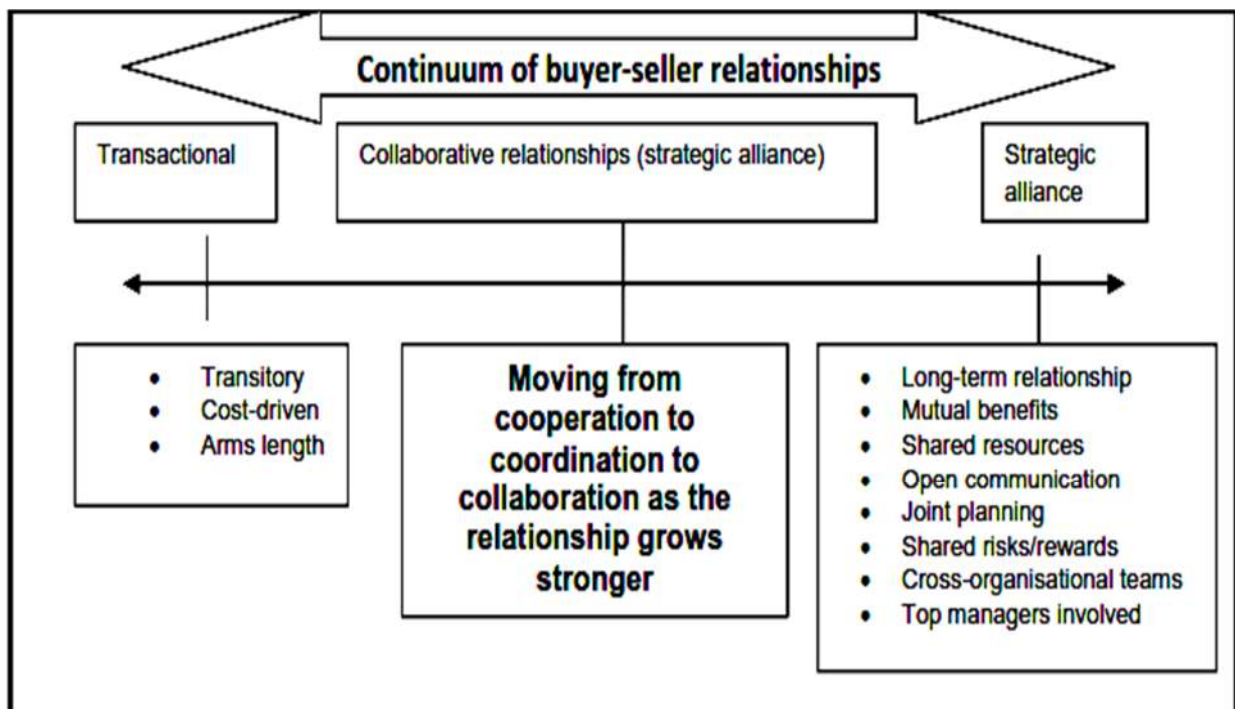 Continuum of buyer-seller relationships
Transactional
Collaborative relationships (strategic alliance)
Strategic
alliance
• Transitory
• Cost-driven
• Arms length
Moving from
cooperation to
coordination to
collaboration as the
relationship grows
stronger
• Long-term relationship
• Mutual benefits
• Shared resources
• Open communication
• Joint planning
• Shared risks/rewards
• Cross-organisational teams
• Top managers involved